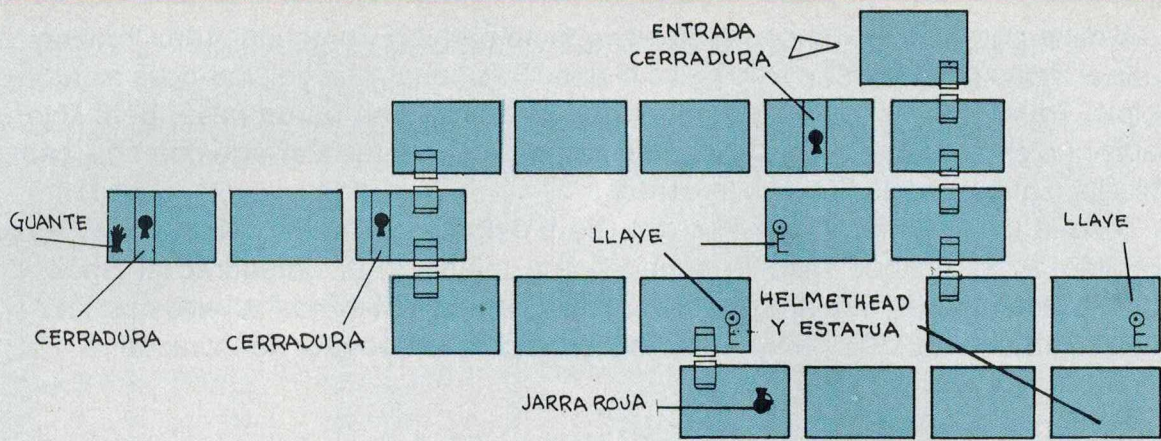 ENTRADA
CERRADURA
GUANTE
LLAVE
LLAVE
CERRADURA
CERRADURA
HELMETHEAD
Y ESTATUA
JARRA ROJA